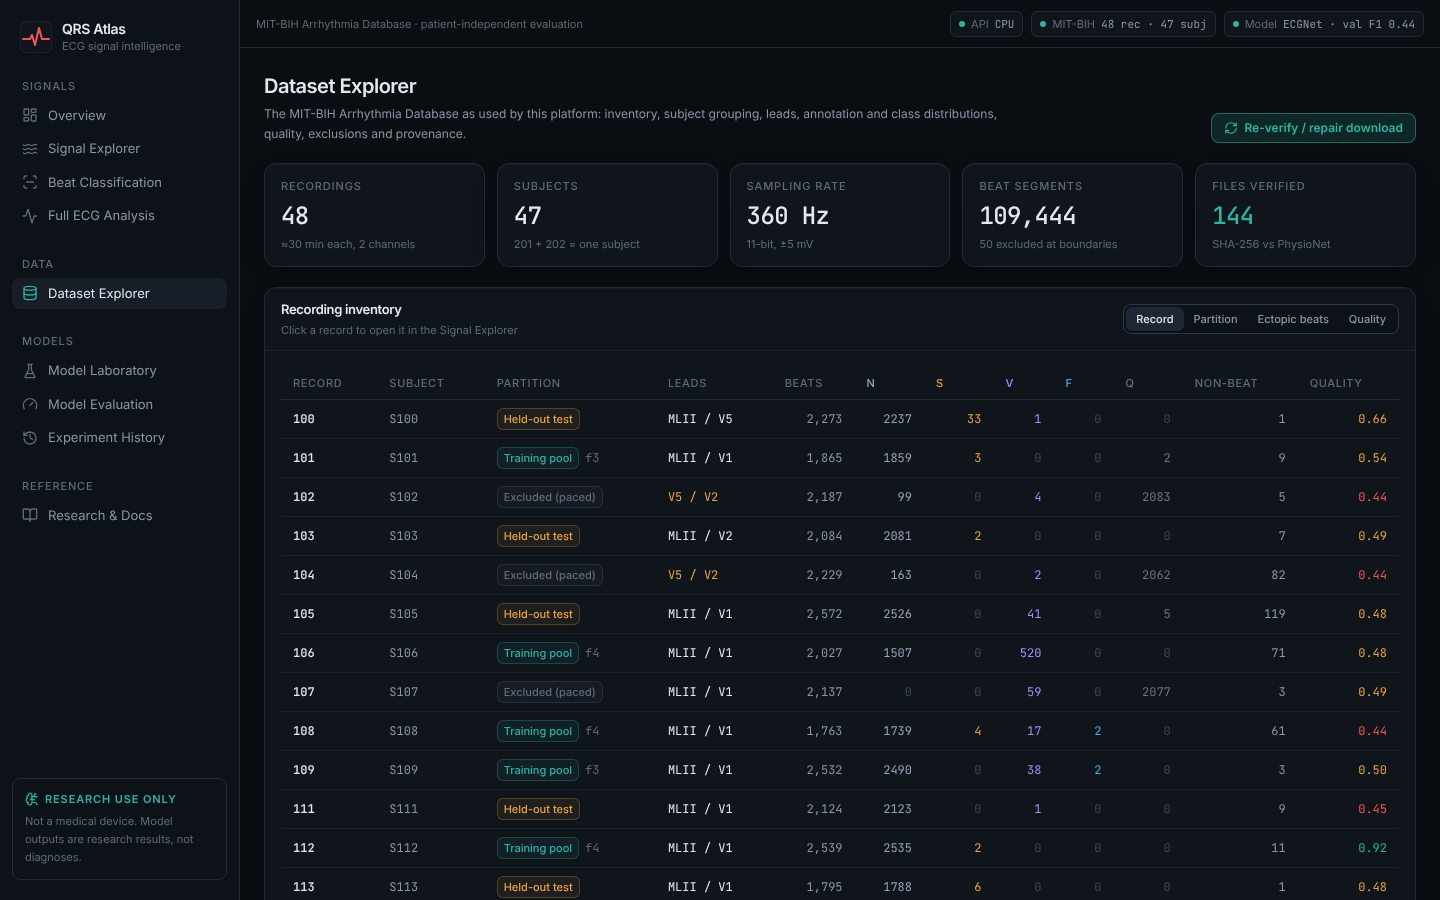 QRS Atlas
ECG signal intelligence
SIGNALS
Overview
Signal Explorer
Beat Classification
Full ECG Analysis
DATA
Dataset Explorer
MODELS
Model Laboratory
Model Evaluation
Experiment History
REFERENCE
Research & Docs
RESEARCH USE ONLY
Not a medical device. Model
outputs are research results, not
diagnoses.
MIT-BIH Arrhythmia Database · patient-independent evaluation
API CPU
MIT-BIH 48 rec · 47 subj
Model ECGNet · val F1 0.44
Dataset Explorer
The MIT-BIH Arrhythmia Database as used by this platform: inventory, subject grouping, leads, annotation and class distributions,
quality, exclusions and provenance.
Re-verify / repair download
RECORDINGS
48
≈30 min each, 2 channels
SUBJECTS
47
201 + 202 = one subject
SAMPLING RATE
360 Hz
11-bit, ±5 mV
BEAT SEGMENTS
109,444
50 excluded at boundaries
FILES VERIFIED
144
SHA-256 vs PhysioNet
Recording inventory
Click a record to open it in the Signal Explorer
Record Partition Ectopic beats Quality
RECORD SUBJECT PARTITION LEADS BEATS N S V F Q NON-BEAT QUALITY
100 S100 Held-out test MLII / V5 2,273 2237 33 1 0 0 1 0.66
101 S101 Training pool f3 MLII / V1 1,865 1859 3 0 0 2 9 0.54
102 S102 Excluded (paced) V5 / V2 2,187 99 0 4 0 2083 5 0.44
103 S103 Held-out test MLII / V2 2,084 2081 2 0 0 0 7 0.49
104 S104 Excluded (paced) V5 / V2 2,229 163 0 2 0 2062 82 0.44
105 S105 Held-out test MLII / V1 2,572 2526 0 41 0 5 119 0.48
106 S106 Training pool f4 MLII / V1 2,027 1507 0 520 0 0 71 0.48
107 S107 Excluded (paced) MLII / V1 2,137 0 0 59 0 2077 3 0.49
108 S108 Training pool f4 MLII / V1 1,763 1739 4 17 2 0 61 0.44
109 S109 Training pool f3 MLII / V1 2,532 2490 0 38 2 0 3 0.50
111 S111 Held-out test MLII / V1 2,124 2123 0 1 0 0 9 0.45
112 S112 Training pool f4 MLII / V1 2,539 2535 2 0 0 0 11 0.92
113 S113 Held-out test MLII / V1 1,795 1788 6 0 0 0 1 0.48